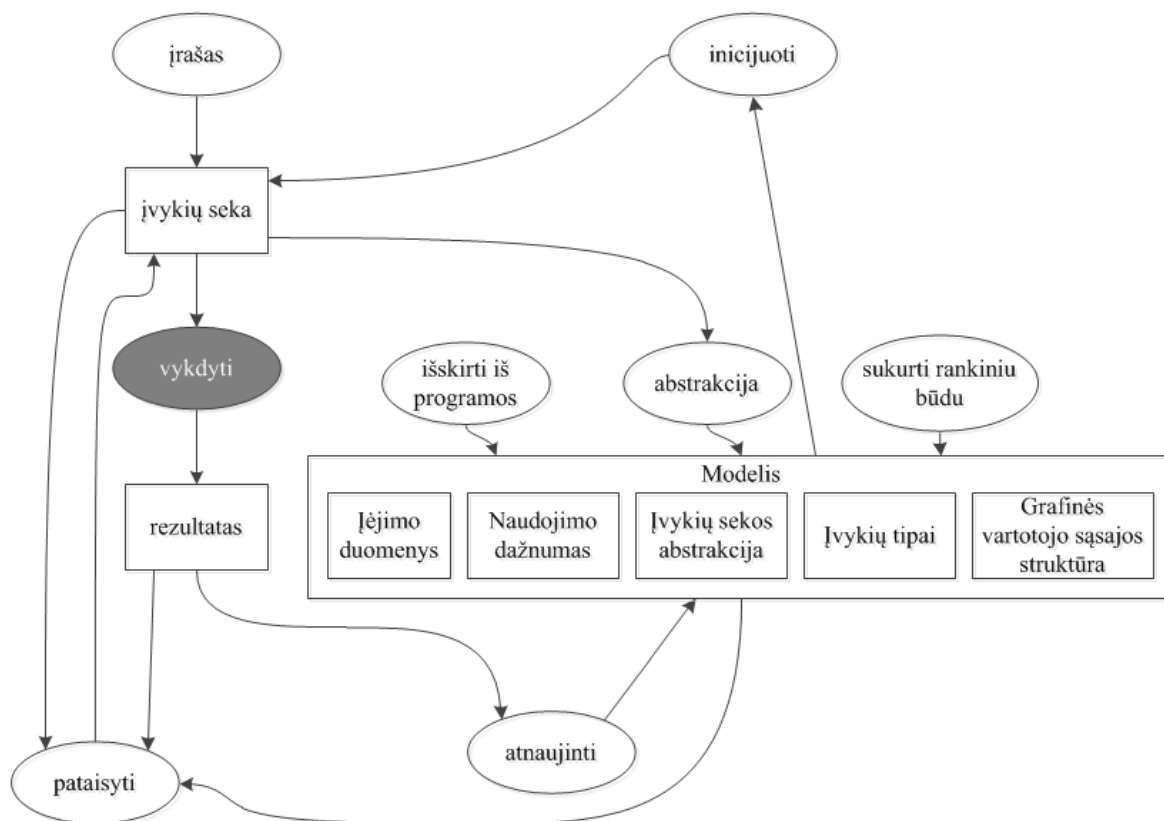 įrašas
inicijuoti
įvykių seka
vykdyti
išskirti iš
programos
abstrakcija
sukurti rankiniu
būdu
Modelis
rezultatas
Įėjimo
duomenys
Naudojimo
dažnumas
Įvykių sekos
abstrakcija
Įvykių tipai
Grafinės
vartotojo sąsajos
struktūra
atnaujinti
pataisyti